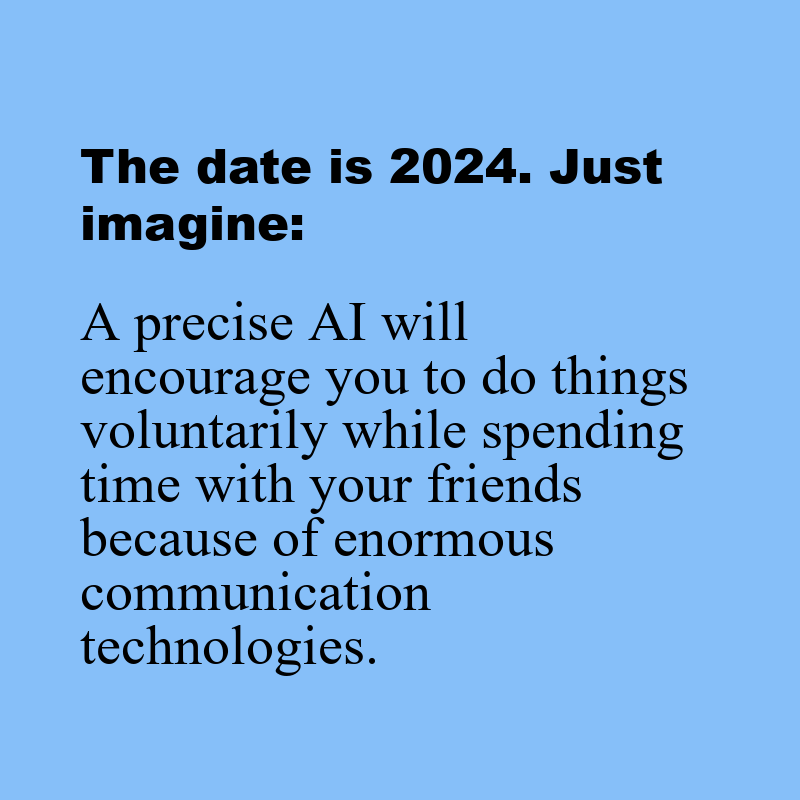 The date is 2024. Just
imagine:
A precise AI will
encourage you to do things
voluntarily while spending
time with your friends
because of enormous
communication
technologies.